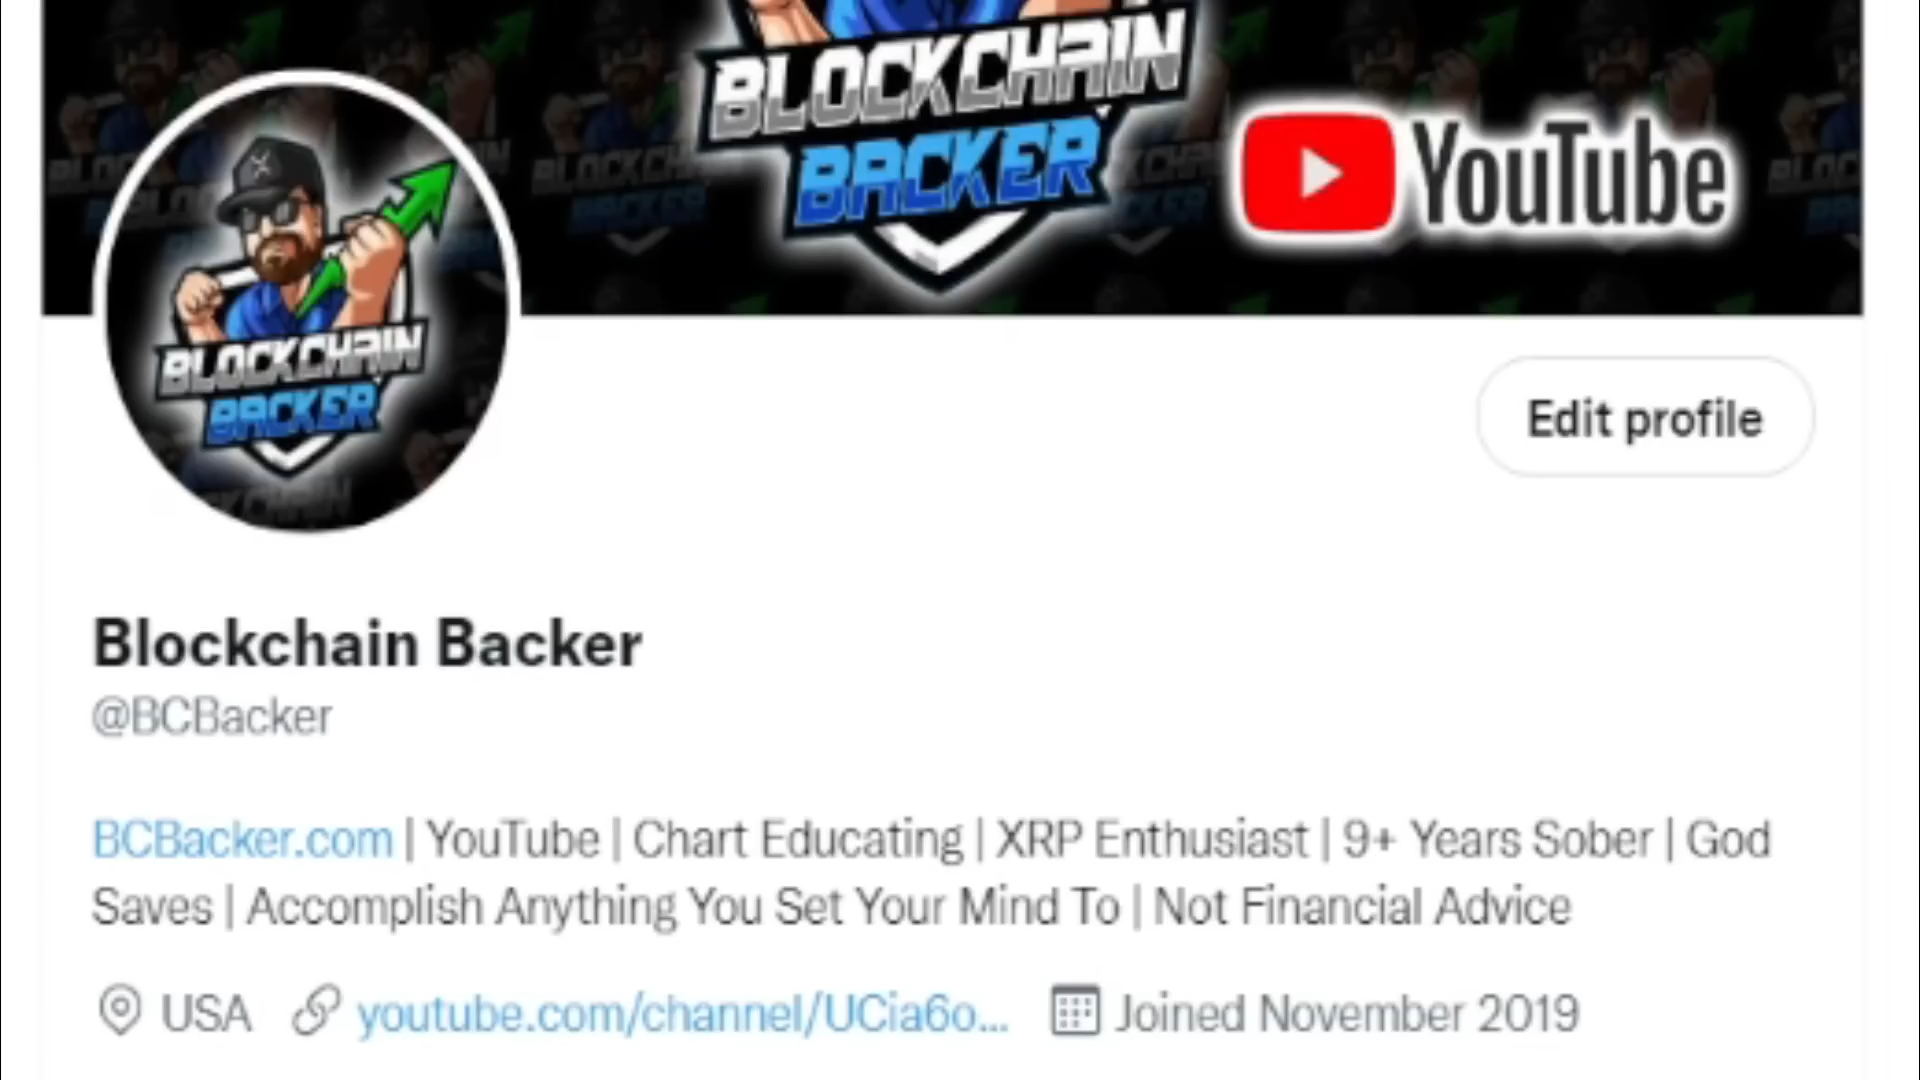 BLOCKCHAIN
BACKER
YouTube
BLOCKCHAIN
BACKER
Edit profile
Blockchain Backer
@BCBacker
BCBacker.com | YouTube | Chart Educating | XRP Enthusiast | 9+ Years Sober | God
Saves | Accomplish Anything You Set Your Mind To | Not Financial Advice
USA youtube.com/channel/UCia6o... Joined November 2019